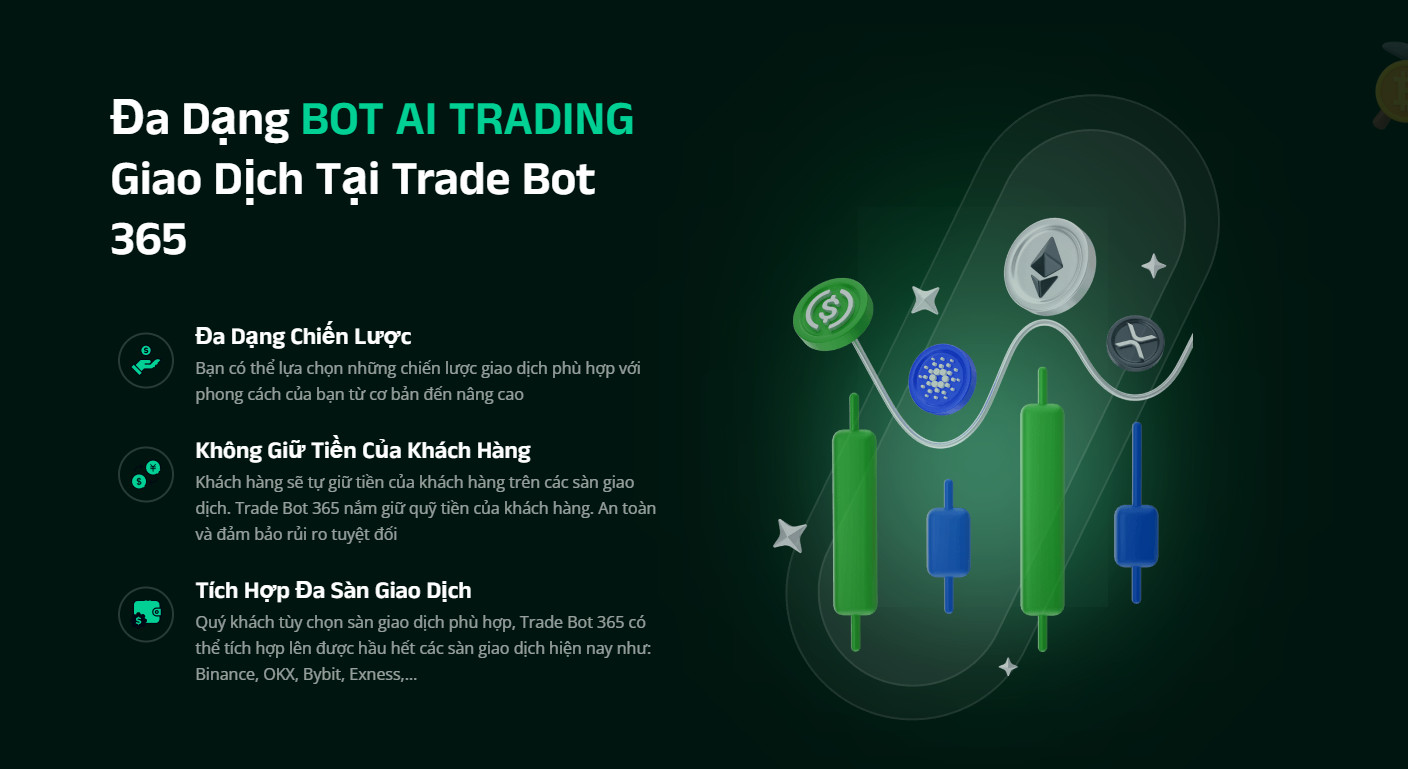 Đa Dạng BOT AI TRADING
Giao Dịch Tại Trade Bot
365
Đa Dạng Chiến Lược
Bạn có thể lựa chọn những chiến lược giao dịch phù hợp với
phong cách của bạn từ cơ bản đến nâng cao
Không Giữ Tiền Của Khách Hàng
Khách hàng sẽ tự giữ tiền của khách hàng trên các sàn giao
dịch. Trade Bot 365 nắm giữ quỹ tiền của khách hàng. An toàn
và đảm bảo rủi ro tuyệt đối
Tích Hợp Đa Sàn Giao Dịch
Quý khách tùy chọn sàn giao dịch phù hợp, Trade Bot 365 có
thể tích hợp lên được hầu hết các sàn giao dịch hiện nay như:
Binance, OKX, Bybit, Exness,...